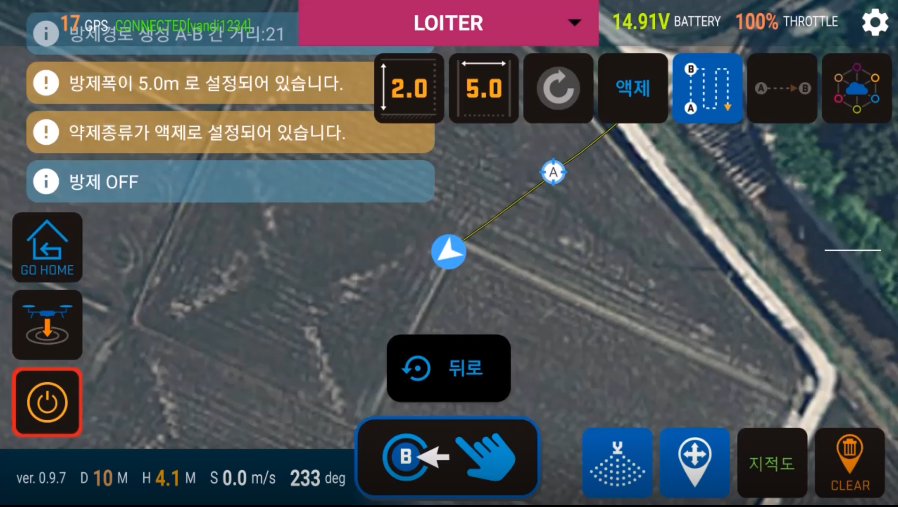 17 GPS CONNECTED[yandi1234]
LOITER
14.91V BATTERY 100% THROTTLE
방제경로 생성 A-B 간 거리:21
방제폭이 5.0m 로 설정되어 있습니다.
약제종류가 액제로 설정되어 있습니다.
방제 OFF
2.0
5.0
액제
B
A
A B
A
GO HOME
뒤로
B
지적도
CLEAR
ver. 0.9.7 D 10 M H 4.1 M S 0.0 m/s 233 deg